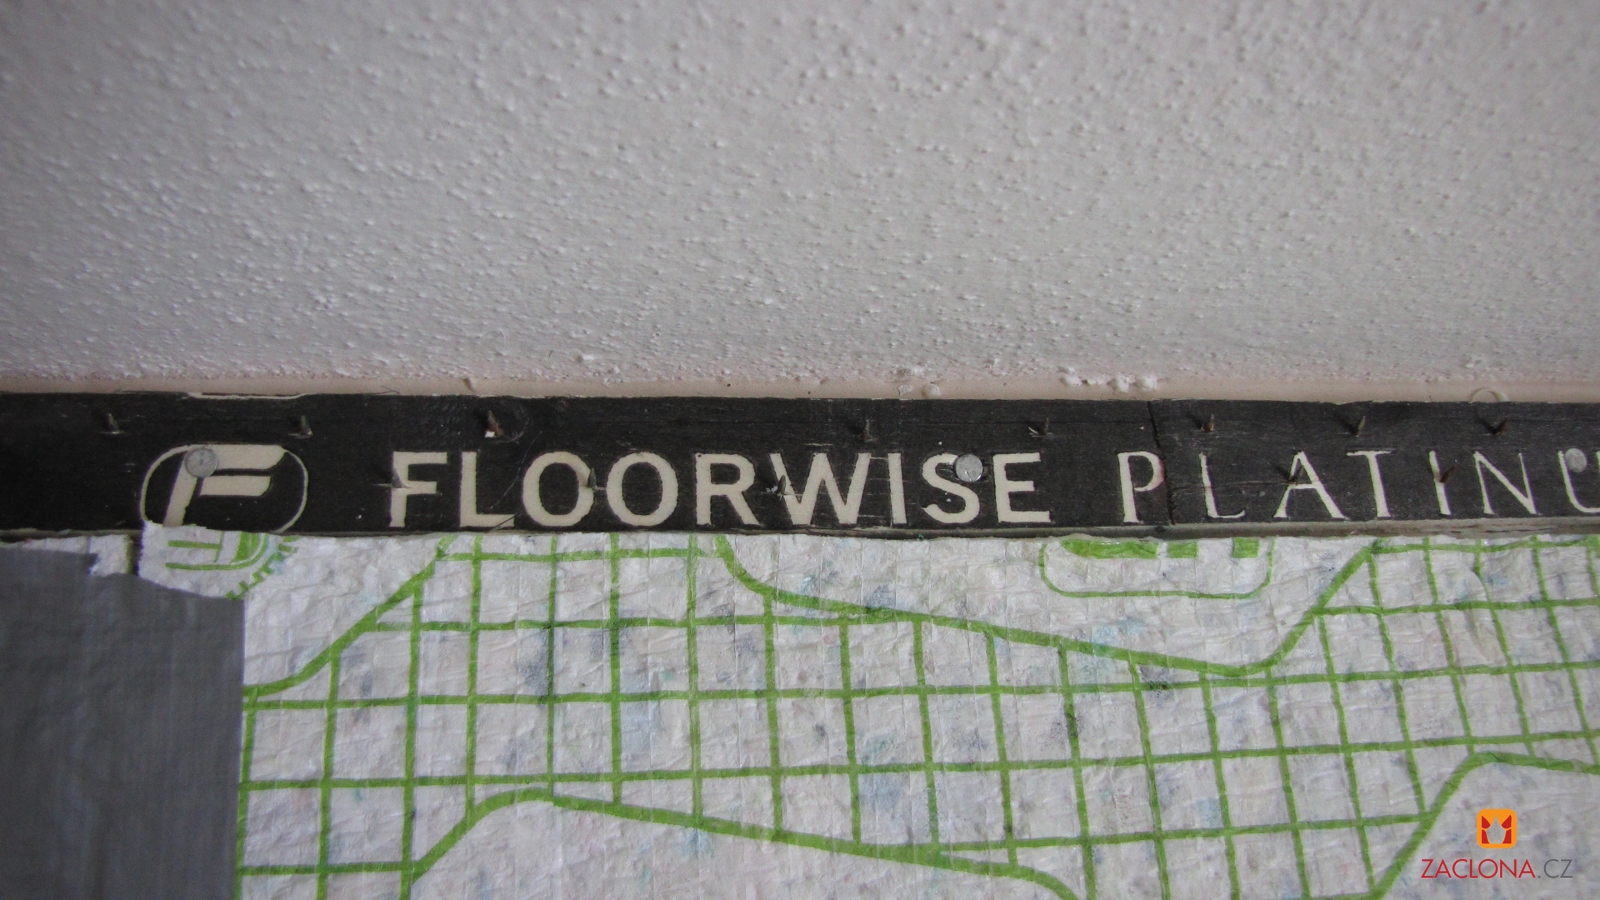 F FLOORWISE PLATINU
ZACLONA.CZ